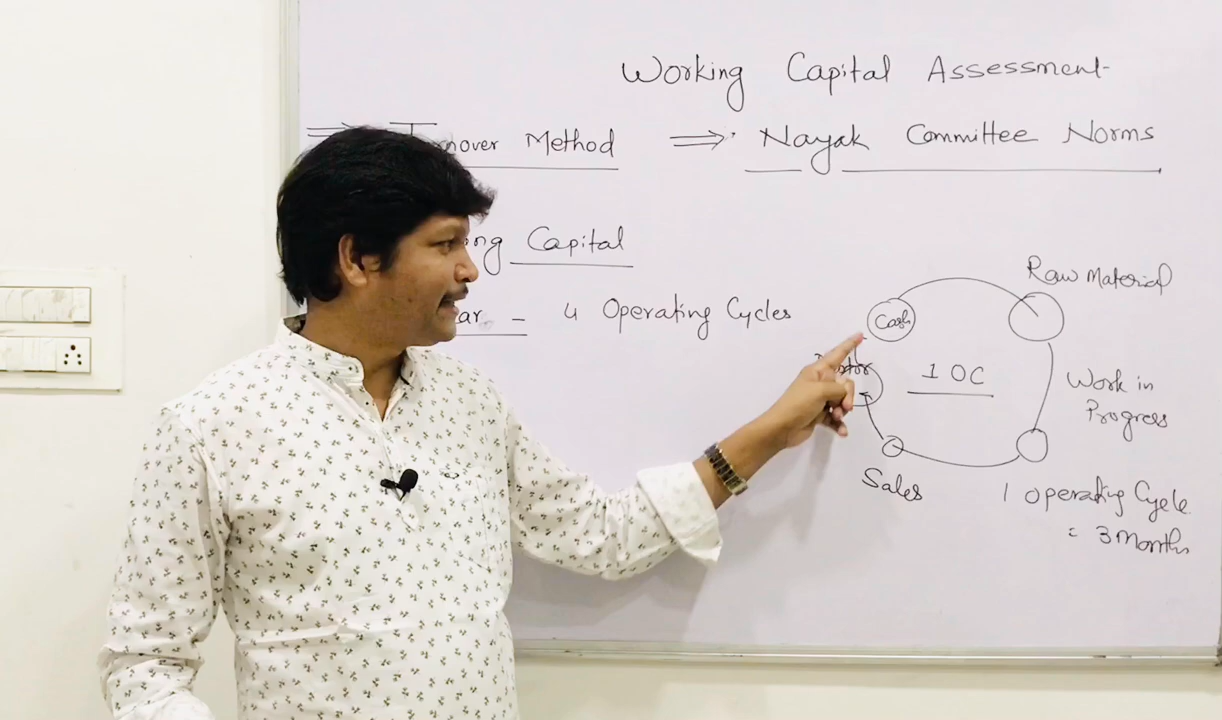 Working Capital Assessment
⇒ Method ⇒ Nayak Committee Norms
Capital
- 4 Operating Cycles
Raw Material
Cash
1 OC
Work in
Progress
Sales
1 Operating Cycle
= 3 Months